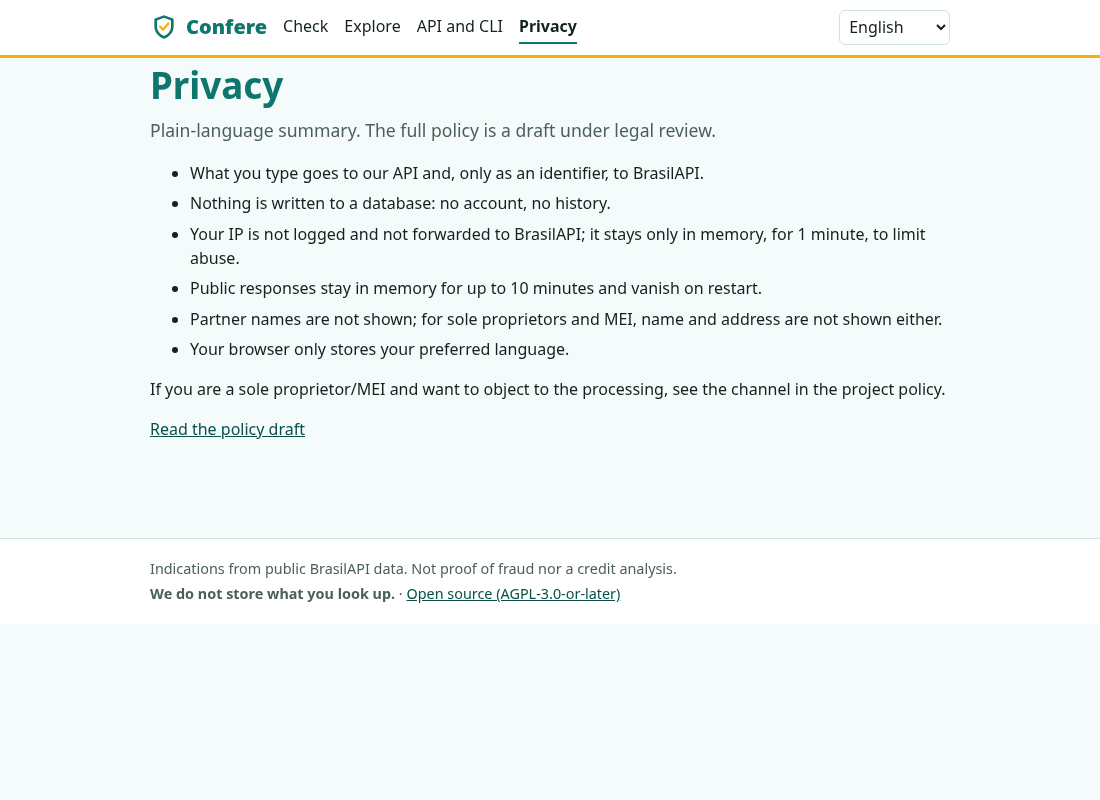 Confere
Check
Explore
API and CLI
Privacy
English
Privacy
Plain-language summary. The full policy is a draft under legal review.
What you type goes to our API and, only as an identifier, to BrasilAPI.
Nothing is written to a database: no account, no history.
Your IP is not logged and not forwarded to BrasilAPI; it stays only in memory, for 1 minute, to limit
abuse.
Public responses stay in memory for up to 10 minutes and vanish on restart.
Partner names are not shown; for sole proprietors and MEI, name and address are not shown either.
Your browser only stores your preferred language.
If you are a sole proprietor/MEI and want to object to the processing, see the channel in the project policy.
Read the policy draft
Indications from public BrasilAPI data. Not proof of fraud nor a credit analysis.
We do not store what you look up. · Open source (AGPL-3.0-or-later)